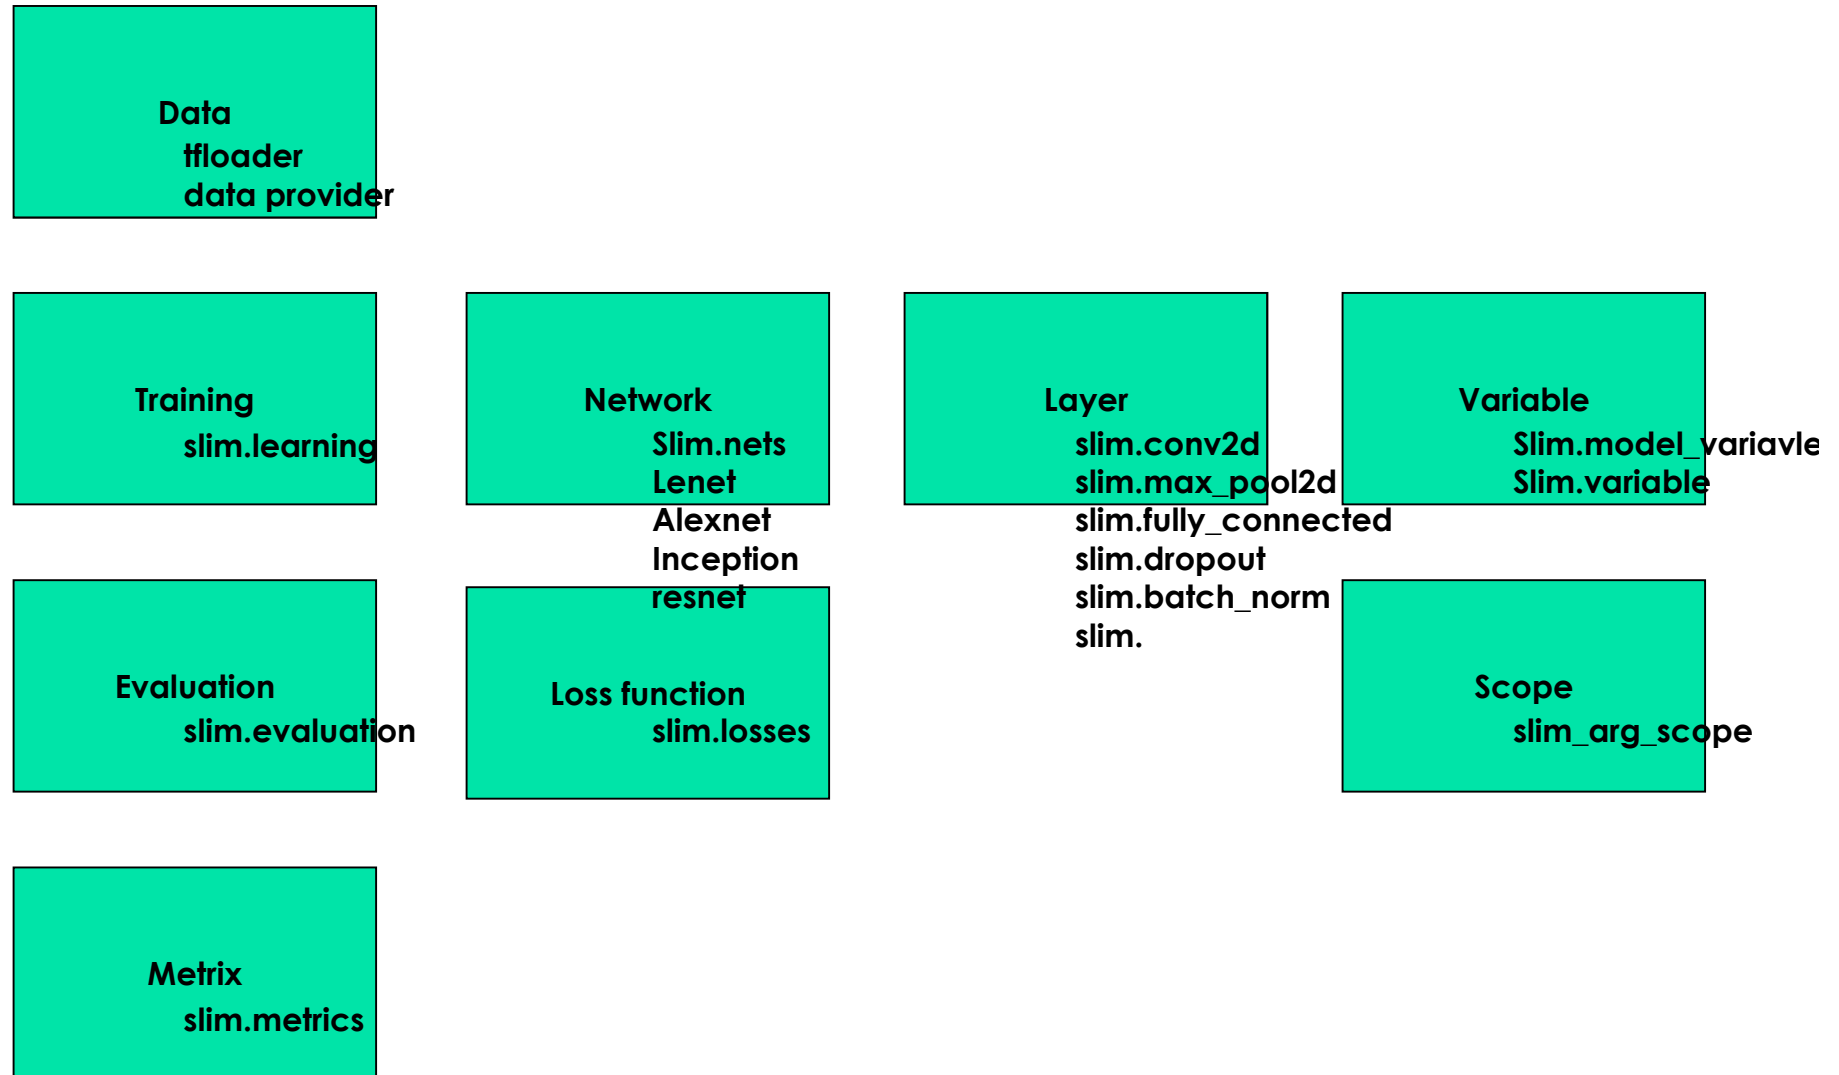 Data
tfloader
data provider
Training
slim.learning
Network
Slim.nets
Lenet
Alexnet
Inception
resnet
Layer
slim.conv2d
slim.max_pool2d
slim.fully_connected
slim.dropout
slim.batch_norm
slim.
Variable
Slim.model_variavle
Slim.variable
Evaluation
slim.evaluation
Loss function
slim.losses
Scope
slim_arg_scope
Metrix
slim.metrics